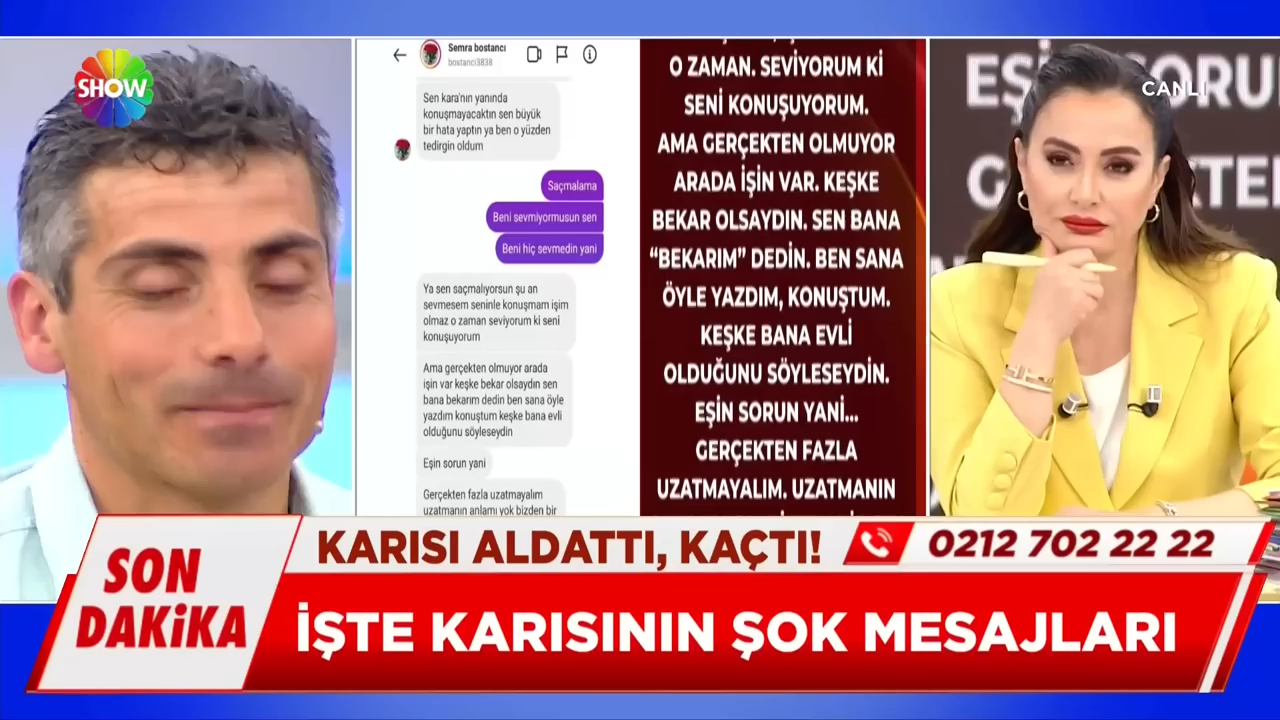 SHOW
Semra bostancı
bostanci3838
Sen kara'nın yanında
konuşmayacaktın sen büyük
bir hata yaptın ya ben o yüzden
tedirgin oldum
Saçmalama
Beni sevmiyormusun sen
Beni hiç sevmedin yani
Ya sen saçmalıyorsun şu an
sevmesem seninle konuşmam işim
olmaz o zaman seviyorum ki seni
konuşuyorum
Ama gerçekten olmuyor arada
işin var keşke bekar olsaydın sen
bana bekarım dedin ben sana öyle
yazdım konuştum keşke bana evli
olduğunu söyleseydin
Eşin sorun yani
Gerçekten fazla uzatmayalım
uzatmanın anlamı yok bizden bir
O ZAMAN. SEVİYORUM Kİ
SENİ KONUŞUYORUM.
AMA GERÇEKTEN OLMUYOR
ARADA İŞİN VAR. KEŞKE
BEKAR OLSAYDIN. SEN BANA
“BEKARIM” DEDİN. BEN SANA
ÖYLE YAZDIM, KONUŞTUM.
KEŞKE BANA EVLİ
OLDUĞUNU SÖYLESEYDİN.
EŞİN SORUN YANİ...
GERÇEKTEN FAZLA
UZATMAYALIM. UZATMANIN
CANLI
SON
DAKİKA
KARISI ALDATTI, KAÇTI!
0212 702 22 22
İŞTE KARISININ ŞOK MESAJLARI